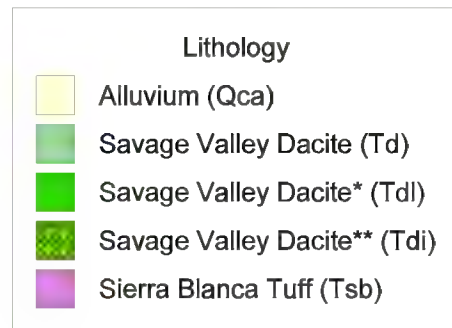 Lithology
Alluvium (Qca)
Savage Valley Dacite (Td)
Savage Valley Dacite* (Tdl)
Savage Valley Dacite** (Tdi)
Sierra Blanca Tuff (Tsb)